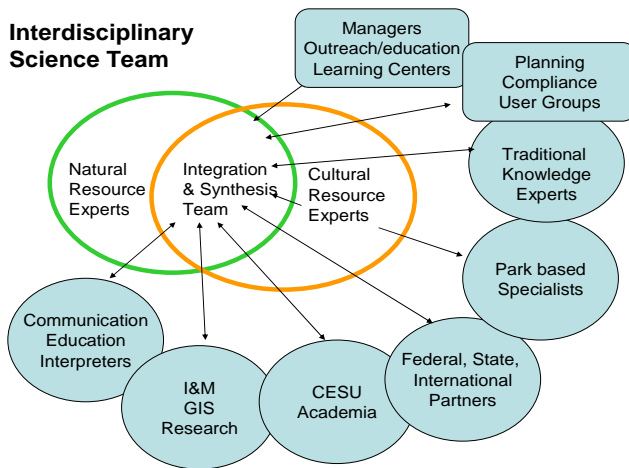 Interdisciplinary
Science Team
Managers
Outreach/education
Learning Centers
Planning
Compliance
User Groups
Natural
Resource
Experts
Integration
& Synthesis
Team
Cultural
Resource
Experts
Traditional
Knowledge
Experts
Park based
Specialists
Federal, State,
International
Partners
CESU
Academia
I&M
GIS
Research
Communication
Education
Interpreters